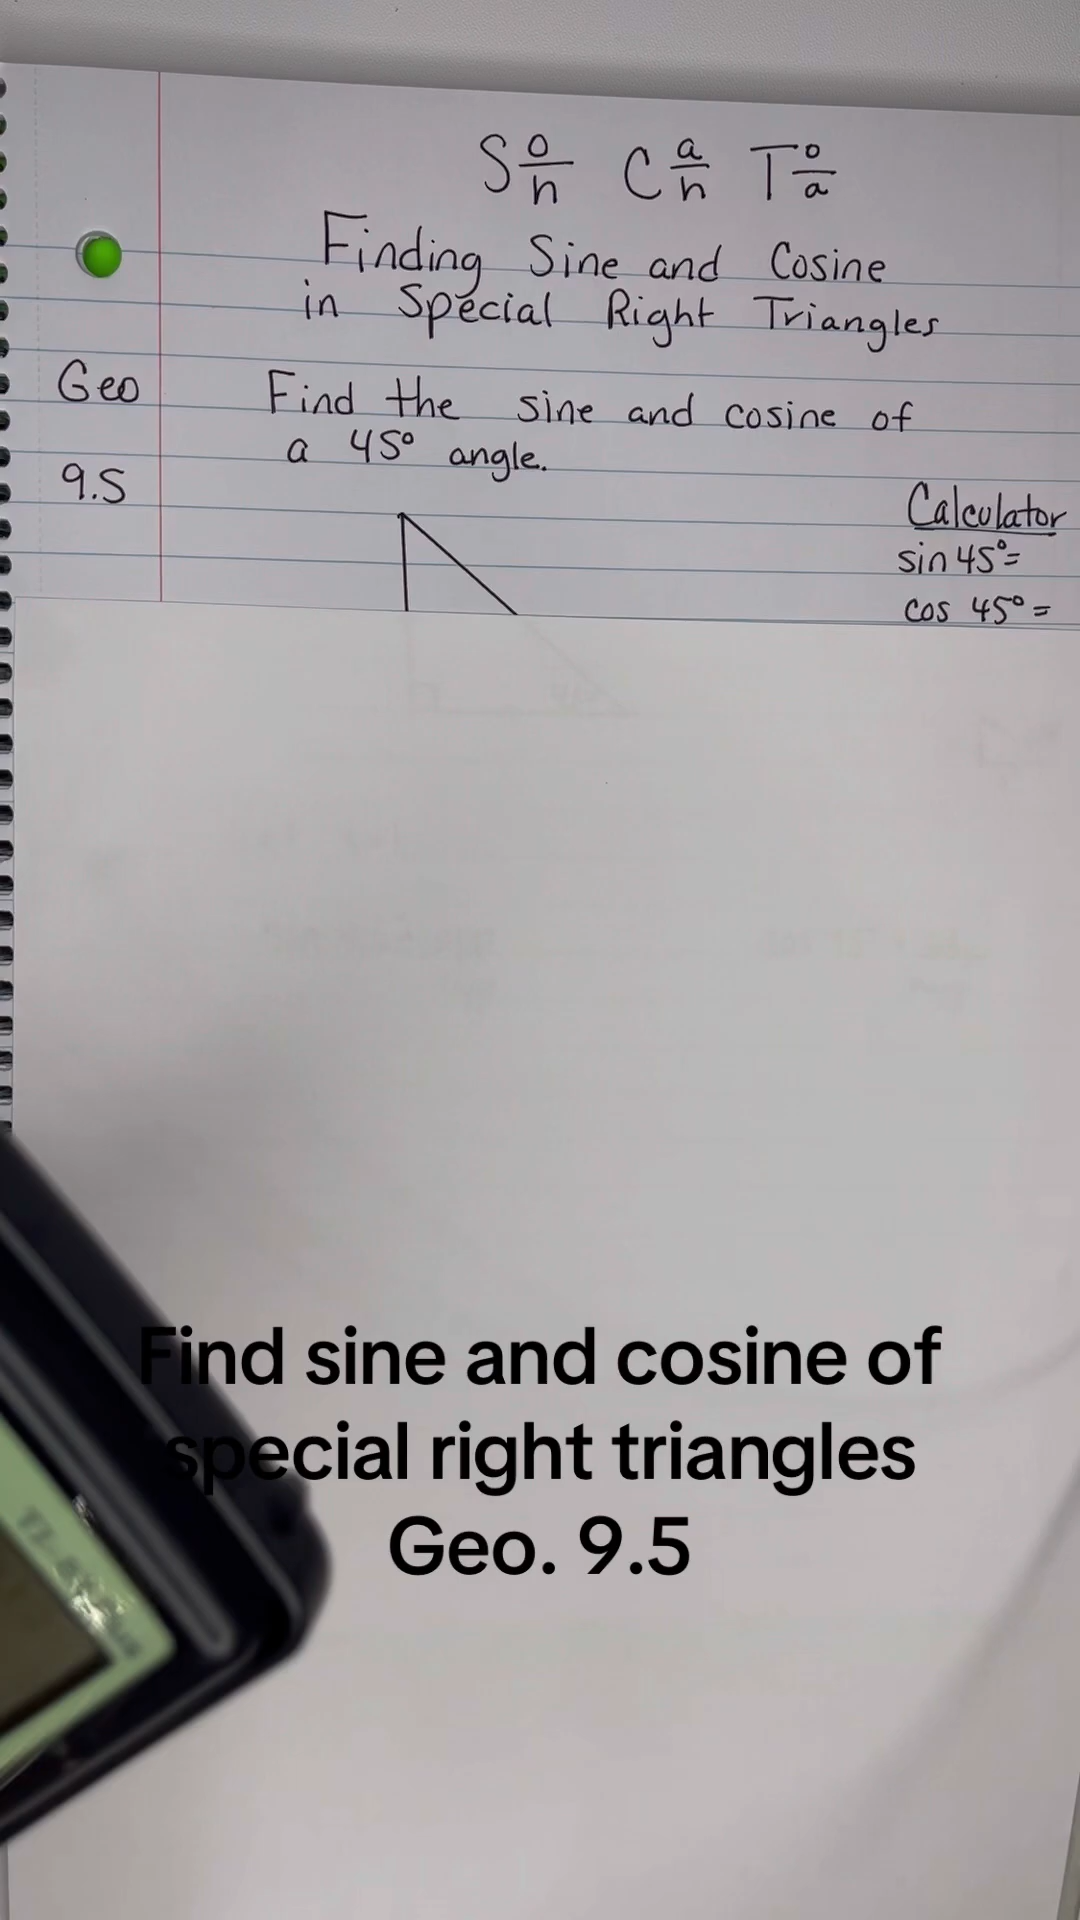 S o/h C a/h T o/a
Finding Sine and Cosine
in Special Right Triangles
Geo
Find the sine and cosine of
a 45° angle.
9.5
Calculator
sin 45°=
cos 45°=
Find sine and cosine of
special right triangles
Geo. 9.5